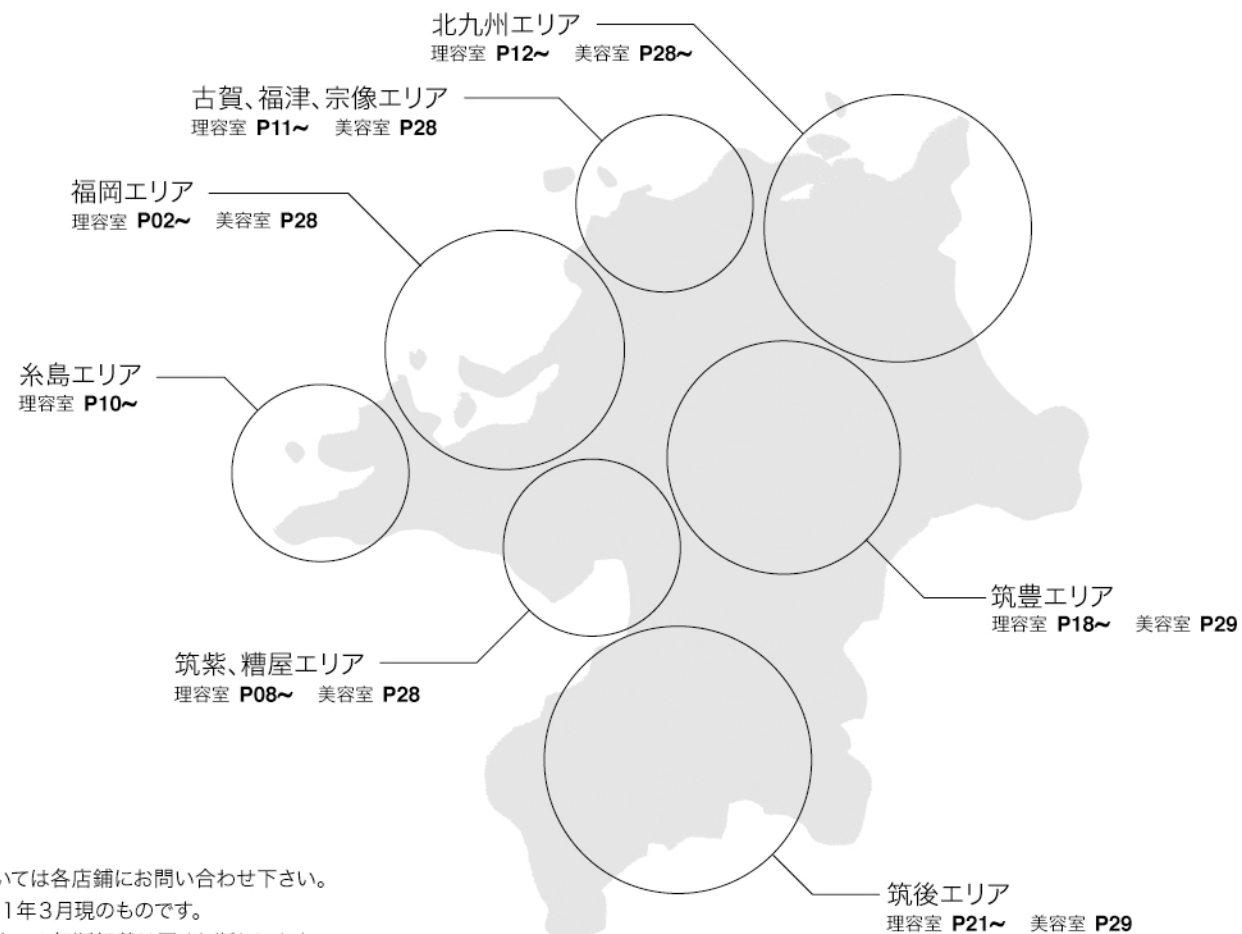 北九州エリア
理容室 P12~ 美容室 P28~
古賀、福津、宗像エリア
理容室 P11~ 美容室 P28
福岡エリア
理容室 P02~ 美容室 P28
糸島エリア
理容室 P10~
筑豊エリア
理容室 P18~ 美容室 P29
筑紫、糟屋エリア
理容室 P08~ 美容室 P28
いては各店舗にお問い合わせ下さい。
1年3月現のものです。
筑後エリア
理容室 P21~ 美容室 P29